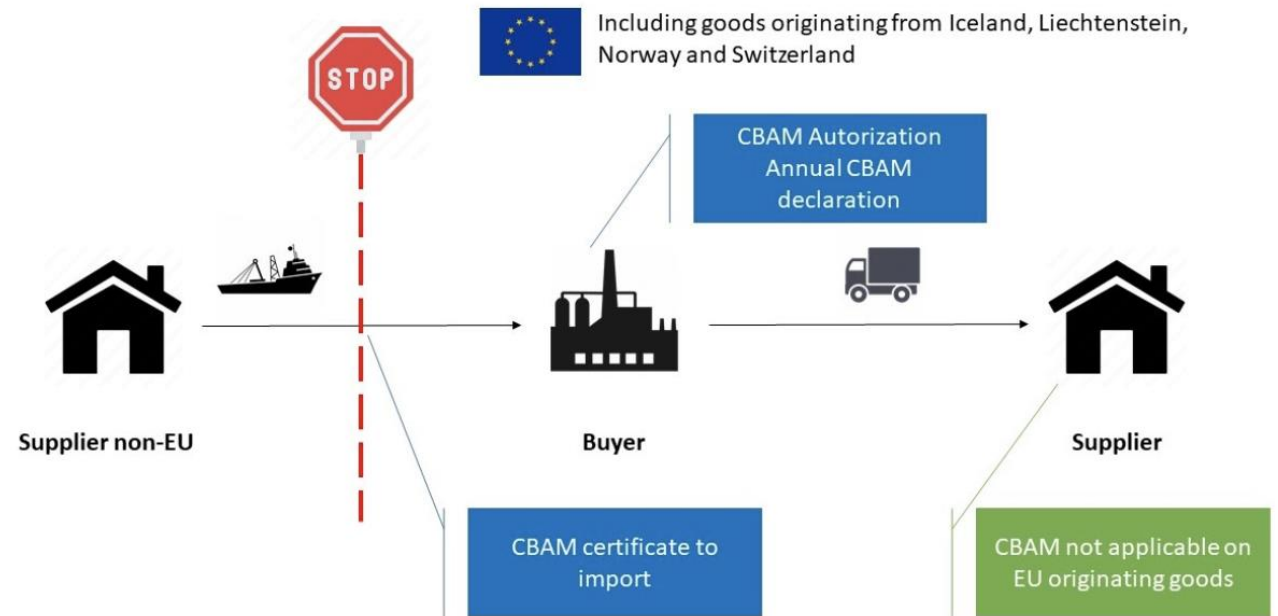 Including goods originating from Iceland, Liechtenstein,
Norway and Switzerland
STOP
CBAM Autorization
Annual CBAM
declaration
Supplier non-EU
Buyer
Supplier
CBAM certificate to
import
CBAM not applicable on
EU originating goods